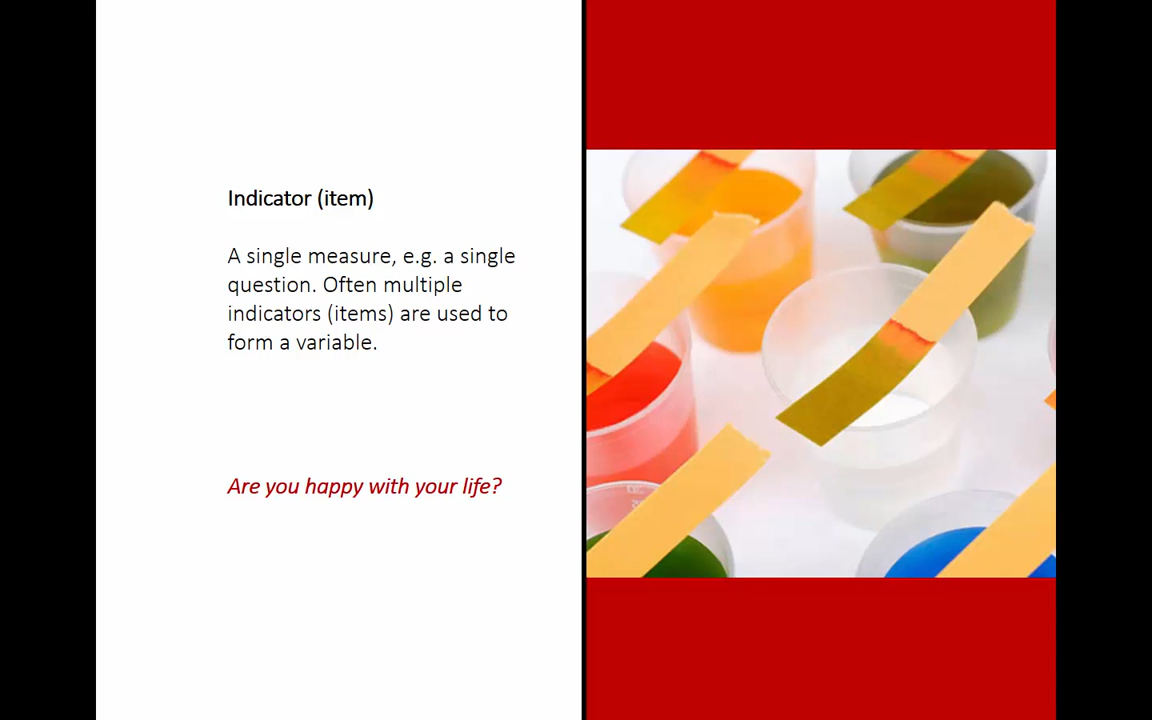 Indicator (item)
A single measure, e.g. a single
question. Often multiple
indicators (items) are used to
form a variable.
Are you happy with your life?